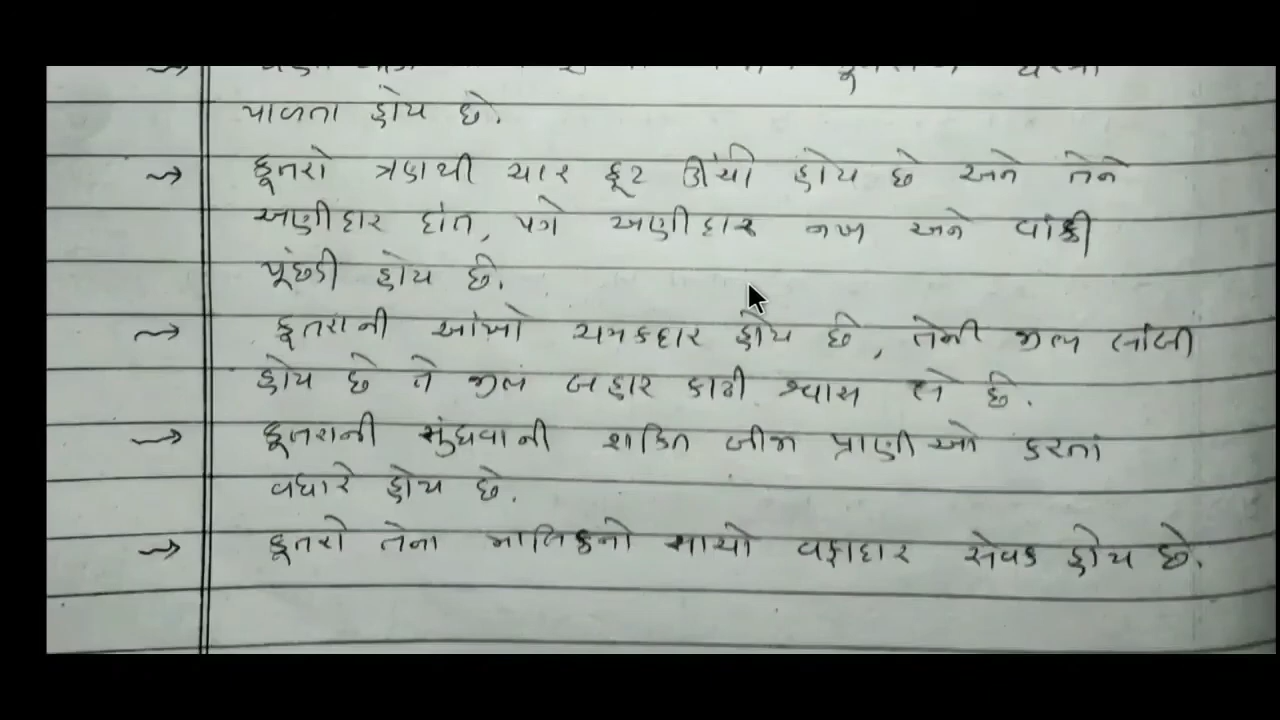 પાળતા હોય છે.
→ કૂતરો ત્રણથી ચાર ફૂટ ઊંચો હોય છે અને તેને
અણીદાર દાંત, પગે અણીદાર નખ અને વાંકી
પૂંછડી હોય છે.
→ કૂતરાની આંખો ચમકદાર હોય છે, તેની જીભ લાંબી
હોય છે તે જીભ બહાર કાઢી શ્વાસ લે છે.
→ કૂતરાની સુંઘવાની શક્તિ બીજા પ્રાણીઓ કરતાં
વધારે હોય છે.
→ કૂતરો તેના માલિકનો સાચો વફાદાર સેવક હોય છે.